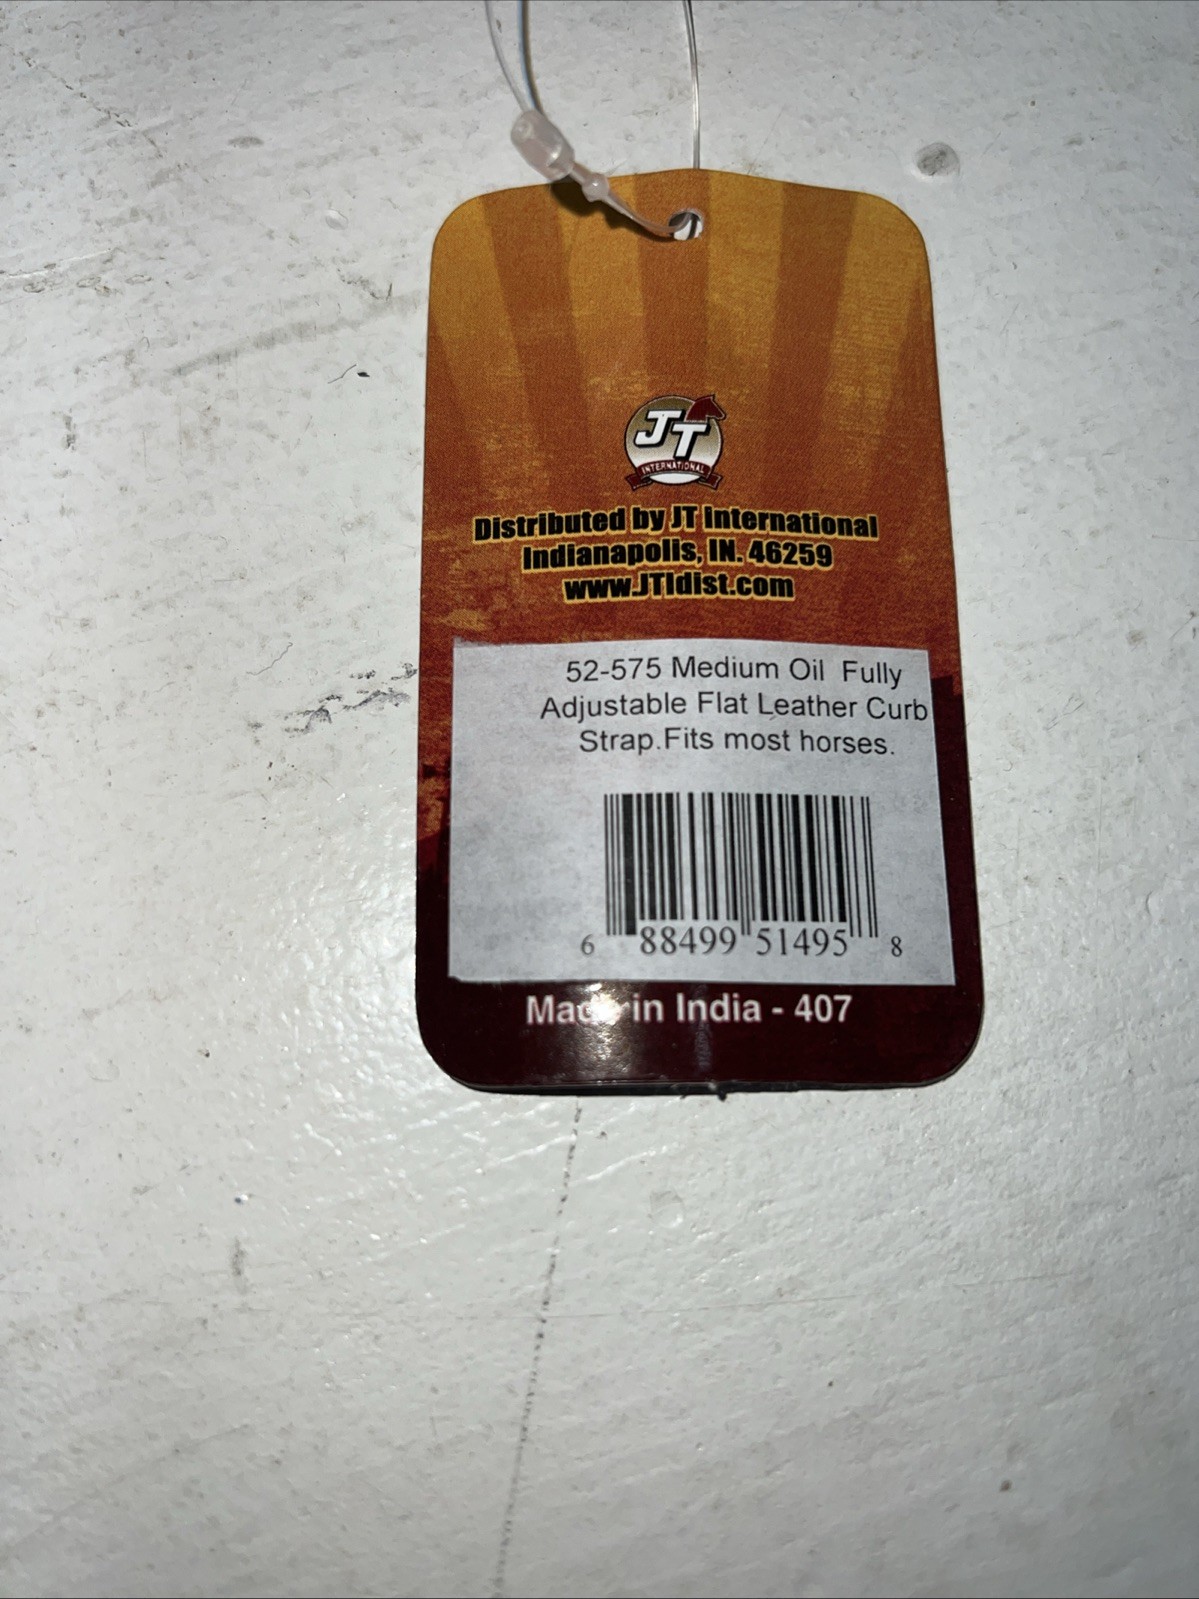 JT
INTERNATIONAL
Distributed by JT International
Indianapolis, IN. 46259
www.JTIdist.com
52-575 Medium Oil  Fully
Adjustable Flat Leather Curb
Strap.Fits most horses.
6 88499 51495 8
Made in India - 407